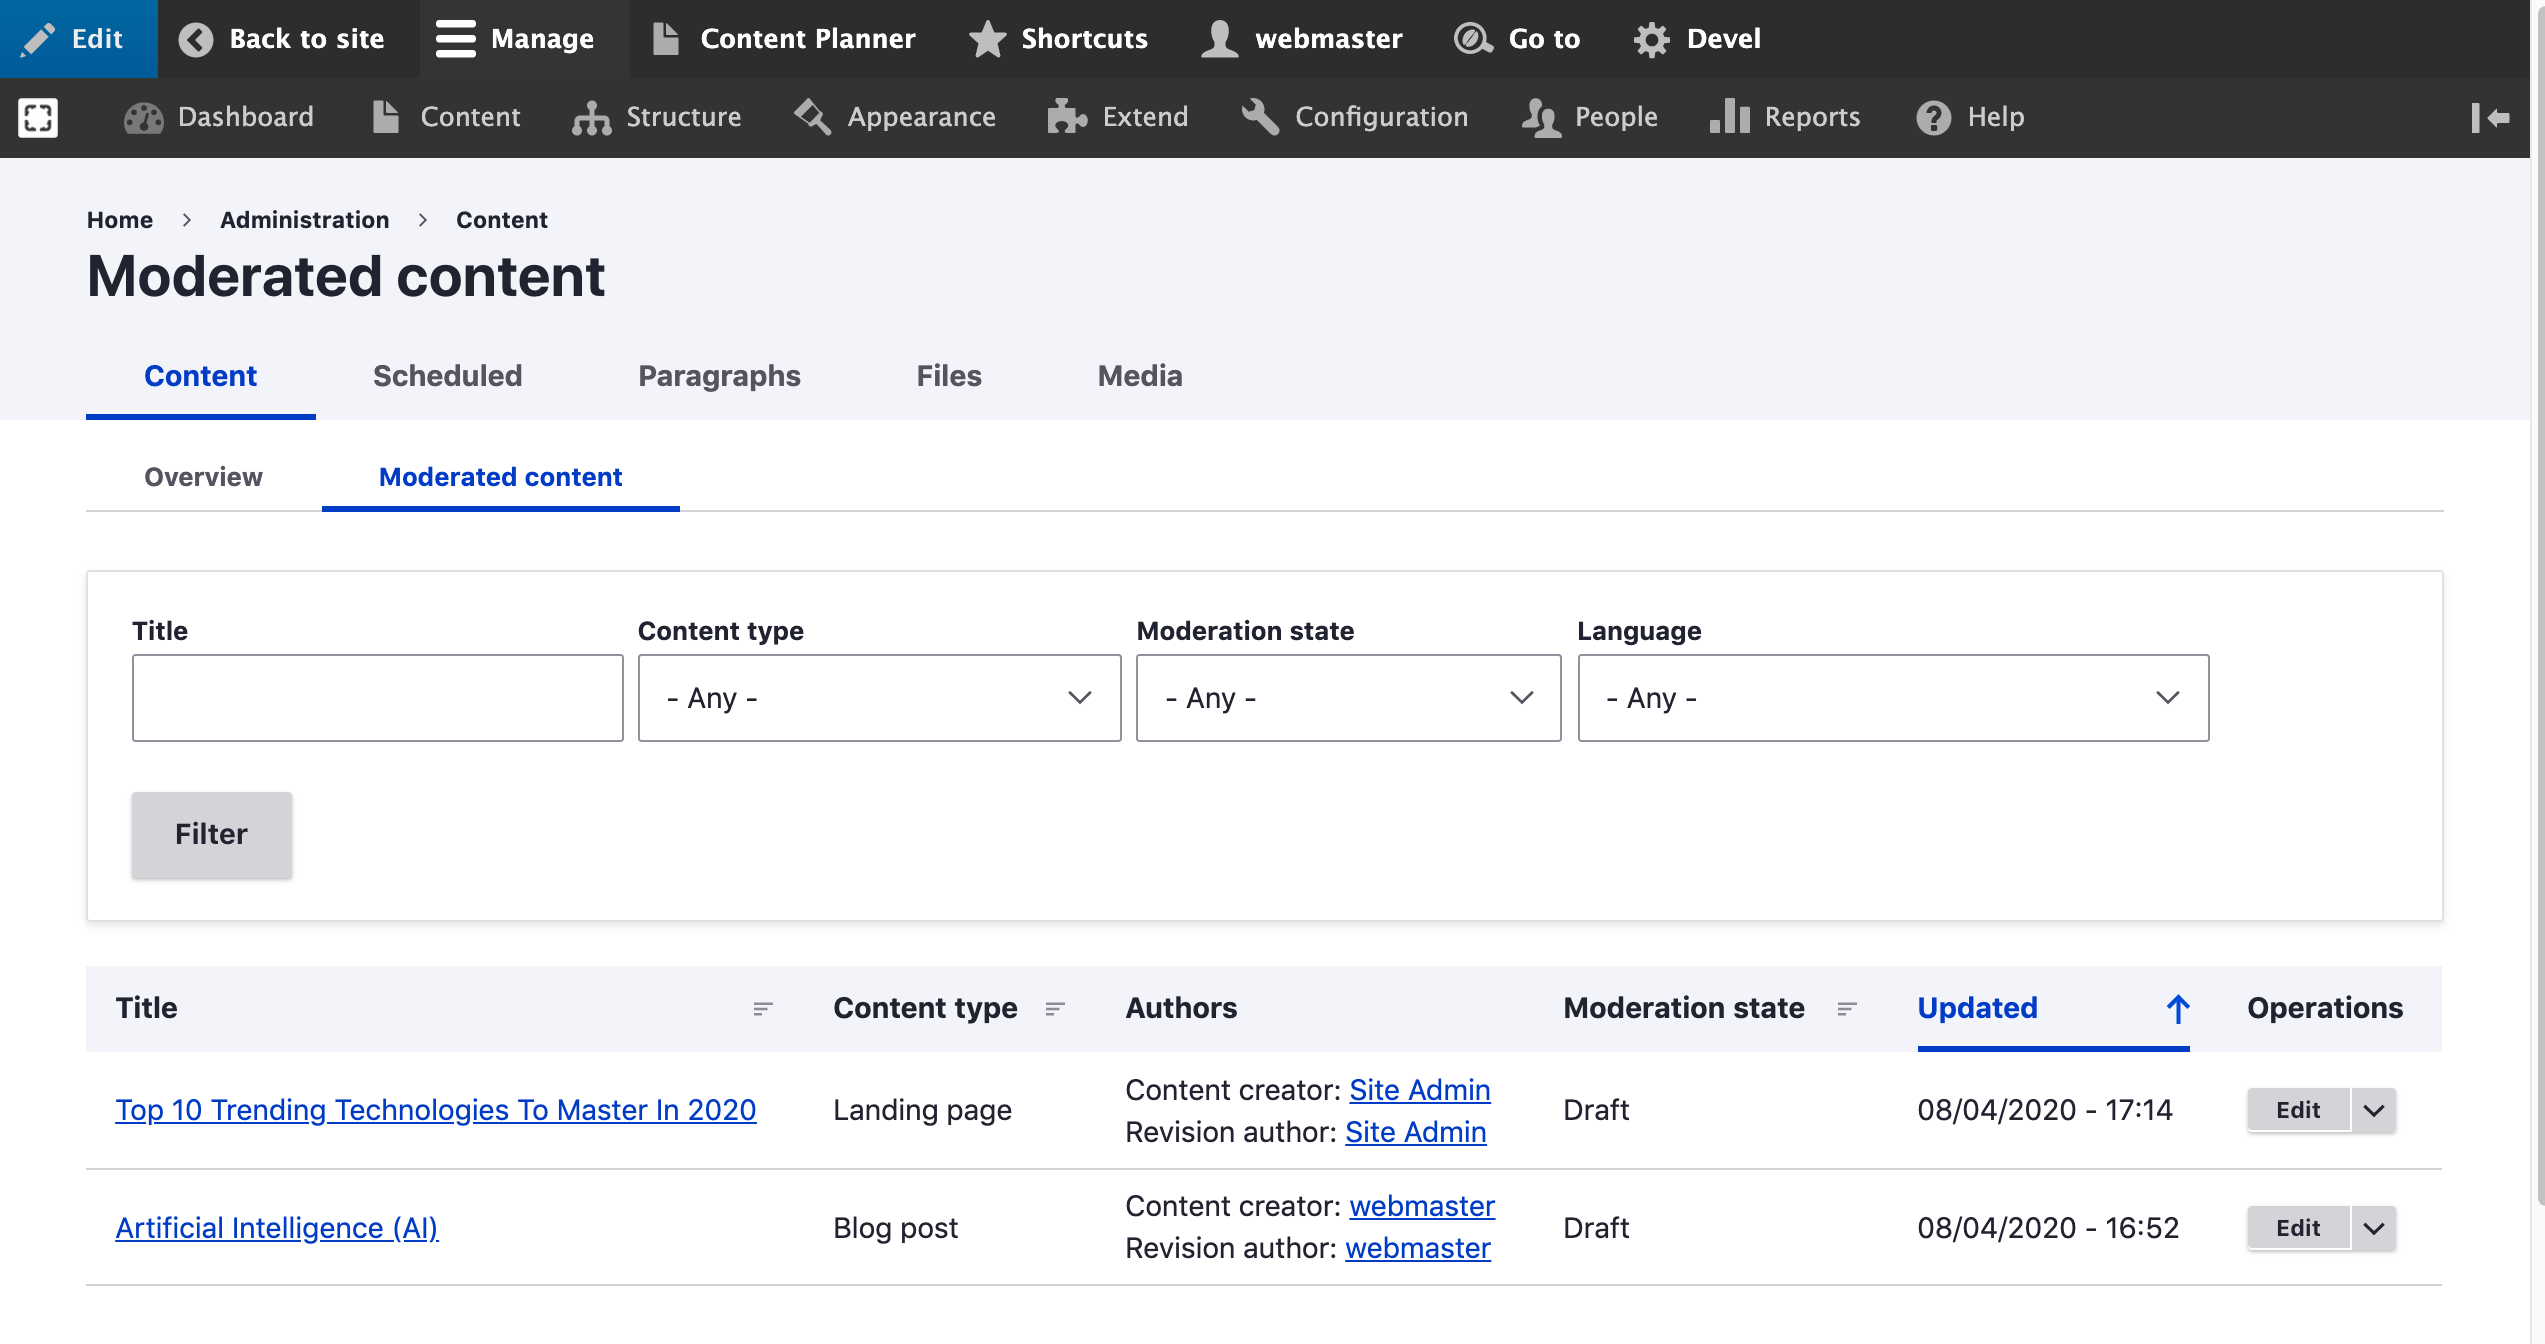 Edit Back to site Manage Content Planner Shortcuts webmaster Go to Devel
Dashboard Content Structure Appearance Extend Configuration People Reports Help
Home > Administration > Content
Moderated content
Content Scheduled Paragraphs Files Media
Overview Moderated content
Title Content type Moderation state Language
- Any - - Any - - Any -
Filter
Title Content type Authors Moderation state Updated Operations
Top 10 Trending Technologies To Master In 2020 Landing page Content creator: Site Admin Draft 08/04/2020 - 17:14 Edit
Revision author: Site Admin
Artificial Intelligence (AI) Blog post Content creator: webmaster Draft 08/04/2020 - 16:52 Edit
Revision author: webmaster